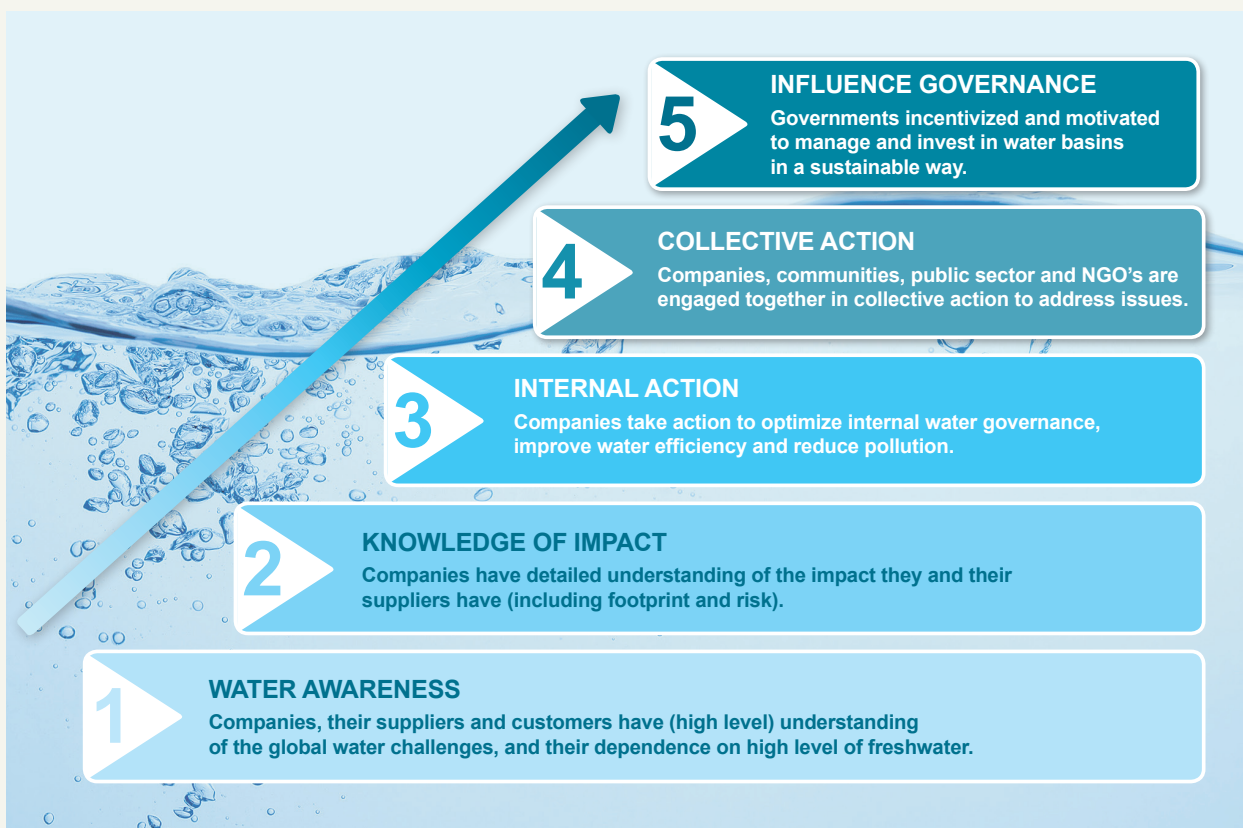 5
INFLUENCE GOVERNANCE
Governments incentivized and motivated
to manage and invest in water basins
in a sustainable way.
4
COLLECTIVE ACTION
Companies, communities, public sector and NGO’s are
engaged together in collective action to address issues.
3
INTERNAL ACTION
Companies take action to optimize internal water governance,
improve water efficiency and reduce pollution.
2
KNOWLEDGE OF IMPACT
Companies have detailed understanding of the impact they and their
suppliers have (including footprint and risk).
1
WATER AWARENESS
Companies, their suppliers and customers have (high level) understanding
of the global water challenges, and their dependence on high level of freshwater.